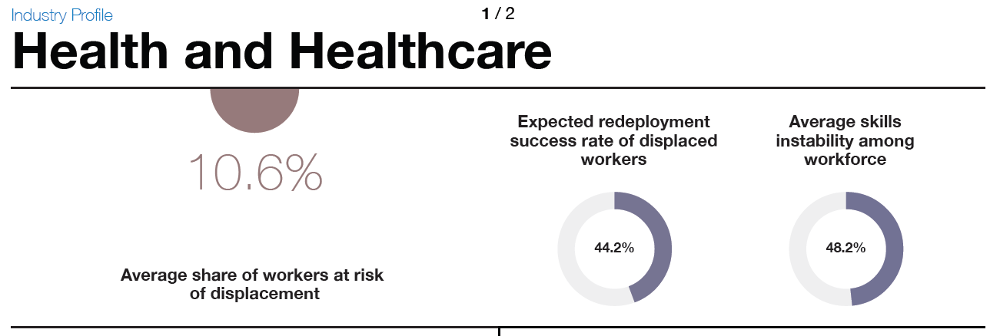 Industry Profile
1 / 2
Health and Healthcare
10.6%
Average share of workers at risk
of displacement
Expected redeployment
success rate of displaced
workers
44.2%
Average skills
instability among
workforce
48.2%